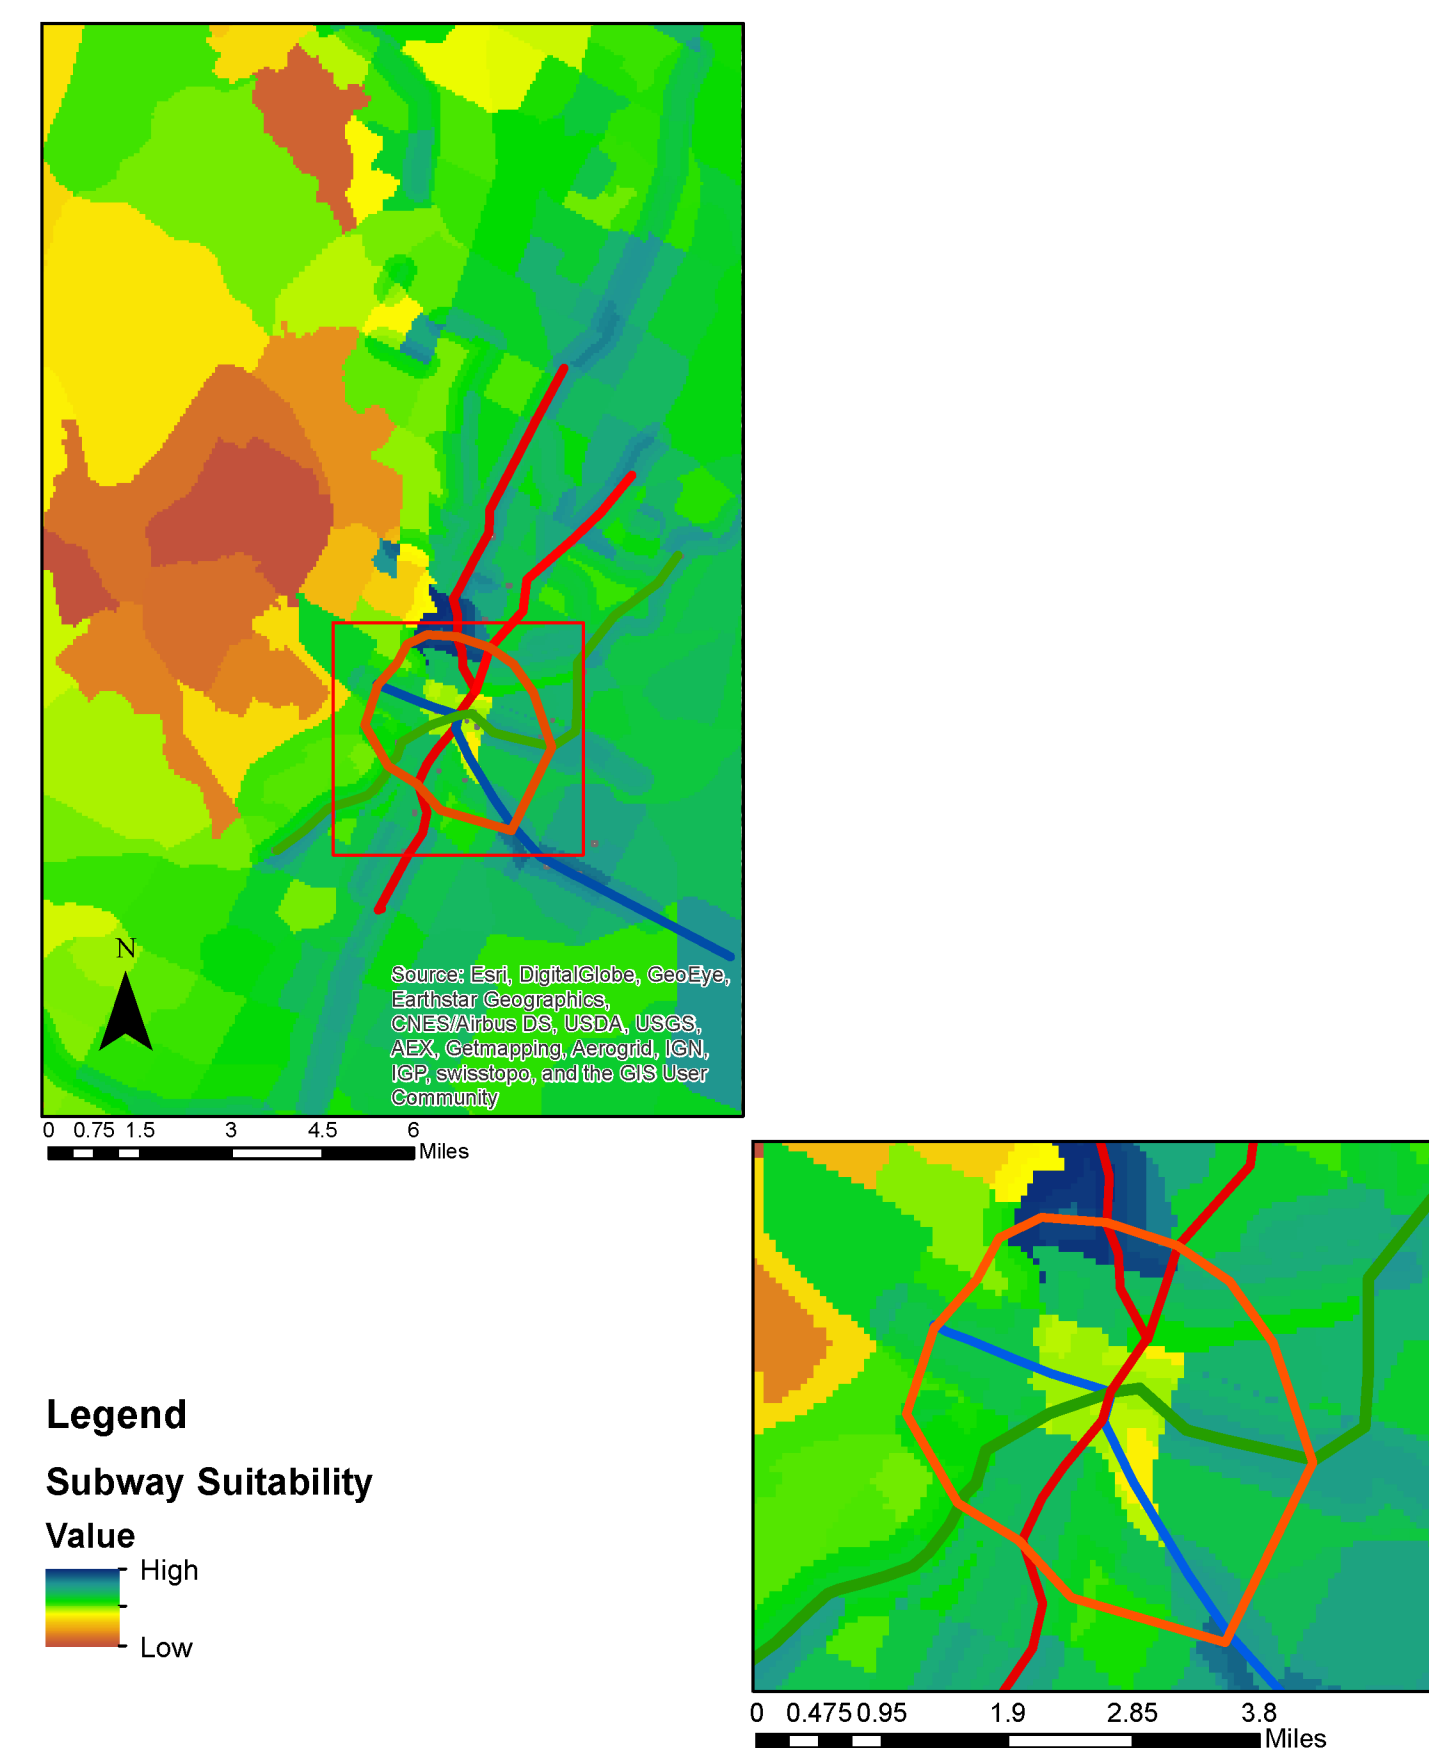 N
Source: Esri, DigitalGlobe, GeoEye,
Earthstar Geographics,
CNES/Airbus DS, USDA, USGS,
AEX, Getmapping, Aerogrid, IGN,
IGP, swisstopo, and the GIS User
Community
0 0.75 1.5 3 4.5 6
Miles
Legend
Subway Suitability
Value
High
Low
0 0.475 0.95 1.9 2.85 3.8
Miles